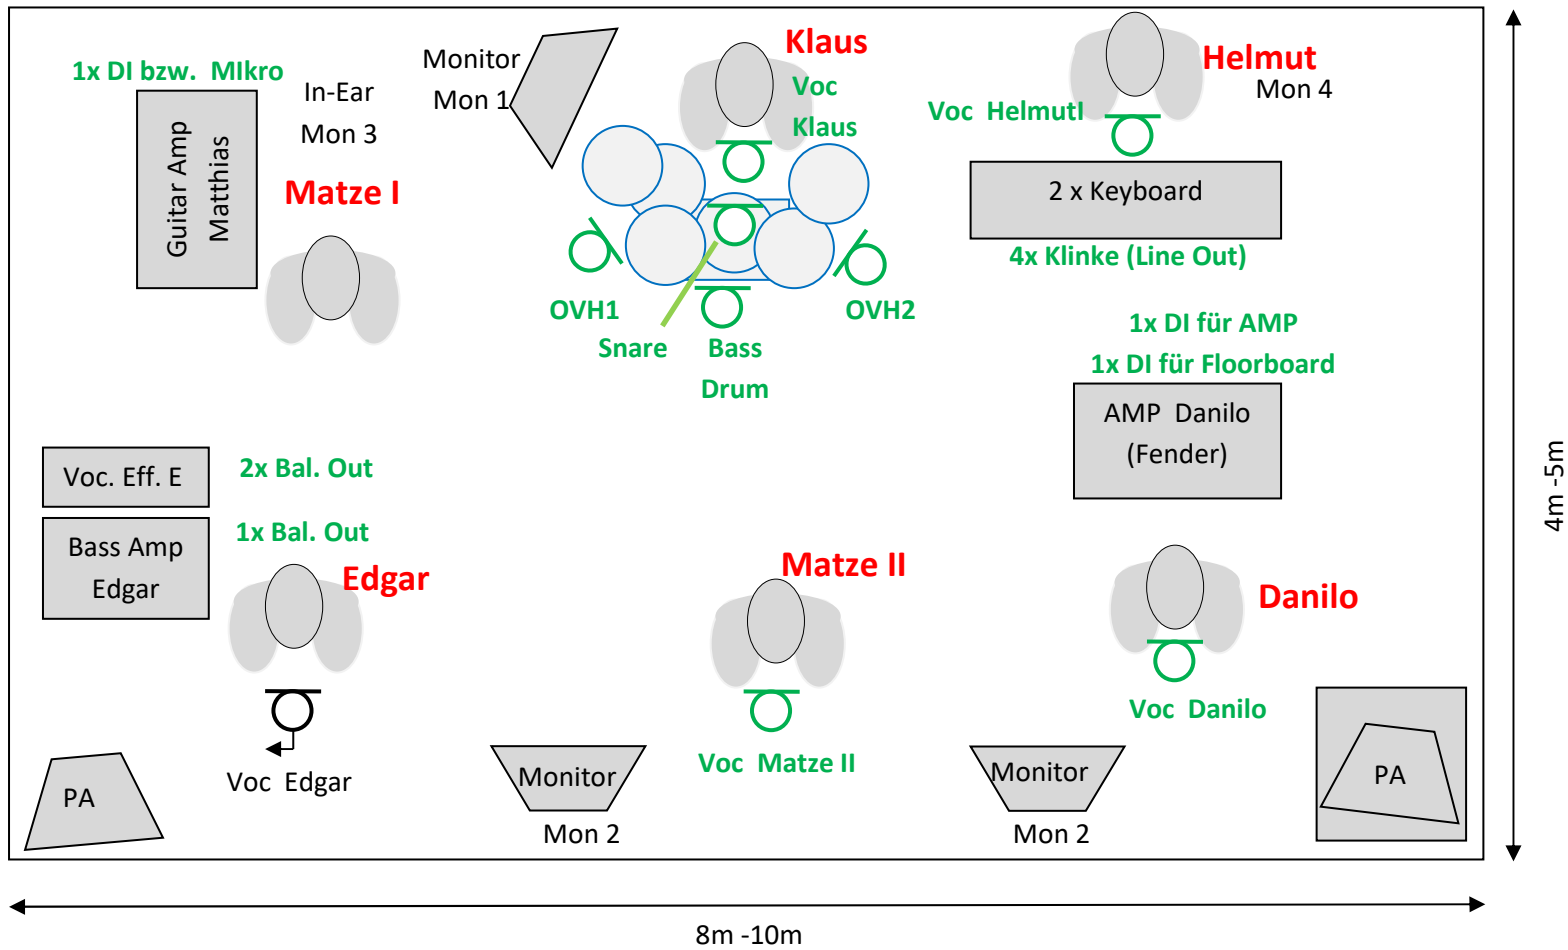 Klaus
Voc
Klaus
Helmut
Mon 4
Voc  HelmutI
Monitor
Mon 1
1x DI bzw.  MIkro
In-Ear
Mon 3
Guitar Amp
Matthias
Matze I
2 x Keyboard
4x Klinke (Line Out)
OVH1
OVH2
Snare
Bass
Drum
1x DI für AMP
1x DI für Floorboard
AMP  Danilo
(Fender)
Voc. Eff. E
2x Bal. Out
1x Bal. Out
Bass Amp
Edgar
Edgar
Matze II
Danilo
Voc  Danilo
Voc  Edgar
Voc  Matze II
PA
Monitor
Mon 2
Monitor
Mon 2
PA
4m -5m
8m -10m